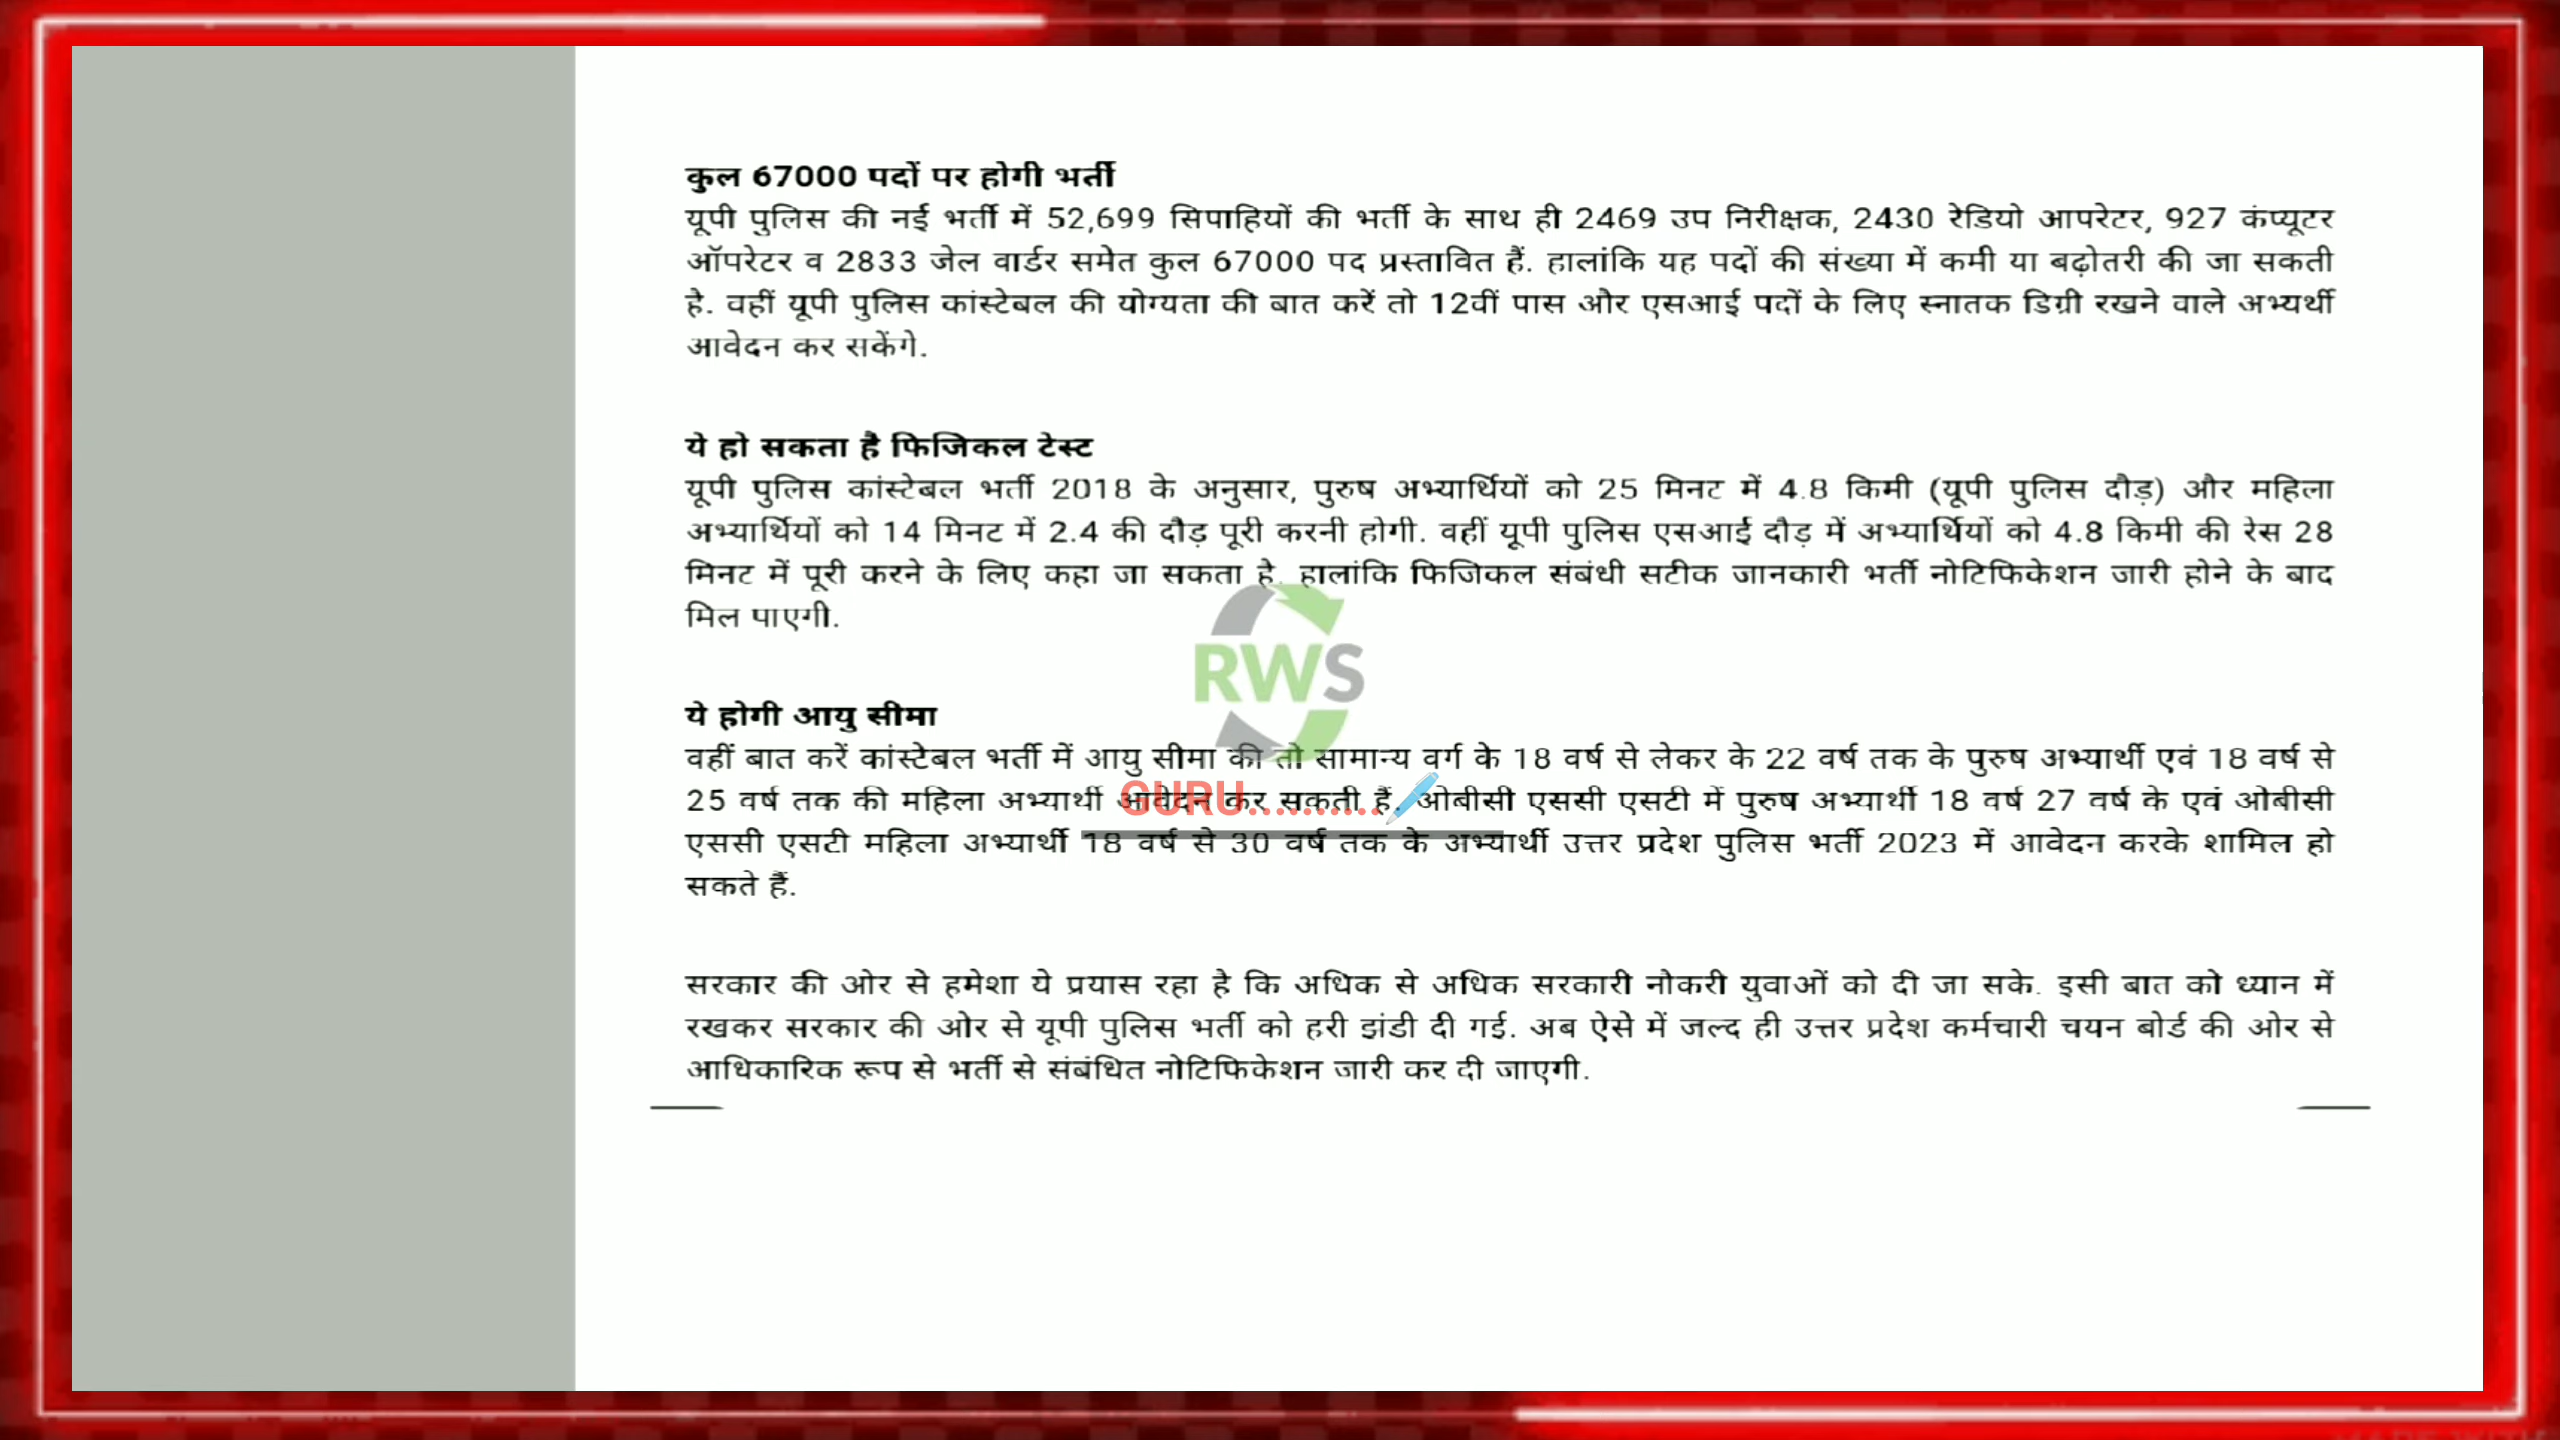 कुल 67000 पदों पर होगी भर्ती
यूपी पुलिस की नई भर्ती में 52,699 सिपाहियों की भर्ती के साथ ही 2469 उप निरीक्षक, 2430 रेडियो आपरेटर, 927 कंप्यूटर
ऑपरेटर व 2833 जेल वार्डर समेत कुल 67000 पद प्रस्तावित हैं. हालांकि यह पदों की संख्या में कमी या बढ़ोतरी की जा सकती
है. वहीं यूपी पुलिस कांस्टेबल की योग्यता की बात करें तो 12वीं पास और एसआई पदों के लिए स्नातक डिग्री रखने वाले अभ्यर्थी
आवेदन कर सकेंगे.
ये हो सकता है फिजिकल टेस्ट
यूपी पुलिस कांस्टेबल भर्ती 2018 के अनुसार, पुरुष अभ्यार्थियों को 25 मिनट में 4.8 किमी (यूपी पुलिस दौड़) और महिला
अभ्यार्थियों को 14 मिनट में 2.4 की दौड़ पूरी करनी होगी. वहीं यूपी पुलिस एसआई दौड़ में अभ्यार्थियों को 4.8 किमी की रेस 28
मिनट में पूरी करने के लिए कहा जा सकता है. हालांकि फिजिकल संबंधी सटीक जानकारी भर्ती नोटिफिकेशन जारी होने के बाद
मिल पाएगी.
RWS
ये होगी आयु सीमा
वहीं बात करें कांस्टेबल भर्ती में आयु सीमा की तो सामान्य वर्ग के 18 वर्ष से लेकर के 22 वर्ष तक के पुरुष अभ्यार्थी एवं 18 वर्ष से
25 वर्ष तक की महिला अभ्यार्थी आवेदन कर सकती हैं. ओबीसी एससी एसटी में पुरुष अभ्यार्थी 18 वर्ष 27 वर्ष के एवं ओबीसी
GURU..........
एससी एसटी महिला अभ्यार्थी 18 वर्ष से 30 वर्ष तक के अभ्यार्थी उत्तर प्रदेश पुलिस भर्ती 2023 में आवेदन करके शामिल हो
सकते हैं.
सरकार की ओर से हमेशा ये प्रयास रहा है कि अधिक से अधिक सरकारी नौकरी युवाओं को दी जा सके. इसी बात को ध्यान में
रखकर सरकार की ओर से यूपी पुलिस भर्ती को हरी झंडी दी गई. अब ऐसे में जल्द ही उत्तर प्रदेश कर्मचारी चयन बोर्ड की ओर से
आधिकारिक रूप से भर्ती से संबंधित नोटिफिकेशन जारी कर दी जाएगी.